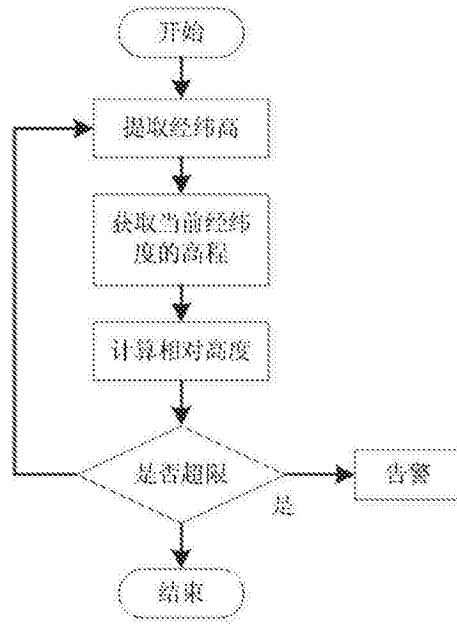 开始
提取经纬高
获取当前经纬
度的高程
计算相对高度
是否超限
是
告警
结束